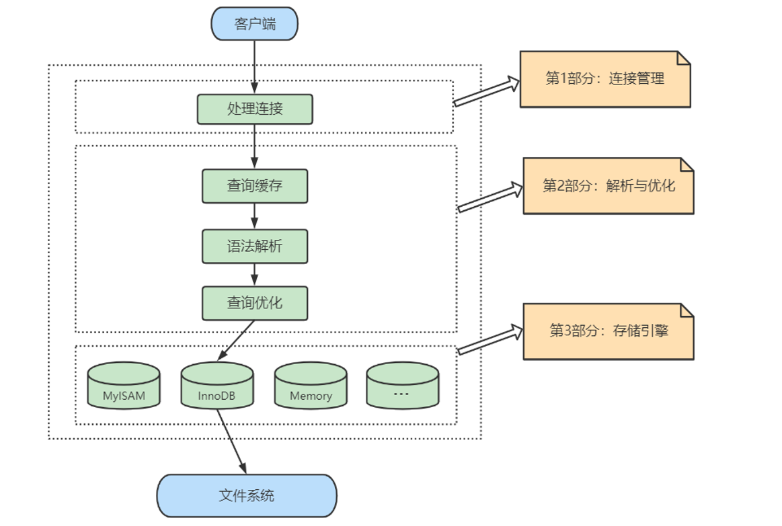 客户端
处理连接
第1部分：连接管理
查询缓存
第2部分：解析与优化
语法解析
查询优化
第3部分：存储引擎
MyISAM
InnoDB
Memory
...
文件系统